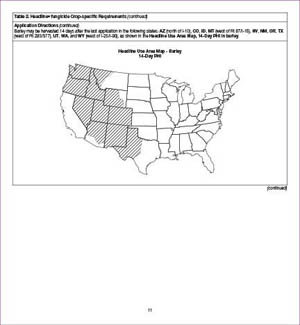 Table 2. Headline® fungicide Crop-specific Requirements (continued)
Application Directions (continued)
Barley may be harvested 14 days after the last application in the following states: AZ (north of I-10), CO, ID, MT (west of Rt 87/I-15), NV, NM, OR, TX
(west of Rt 283/377), UT, WA, and WY (west of I-25/I-90), as shown in the Headline Use Area Map, 14-Day PHI in barley.
Headline Use Area Map - Barley
14-Day PHI
(continued)
11